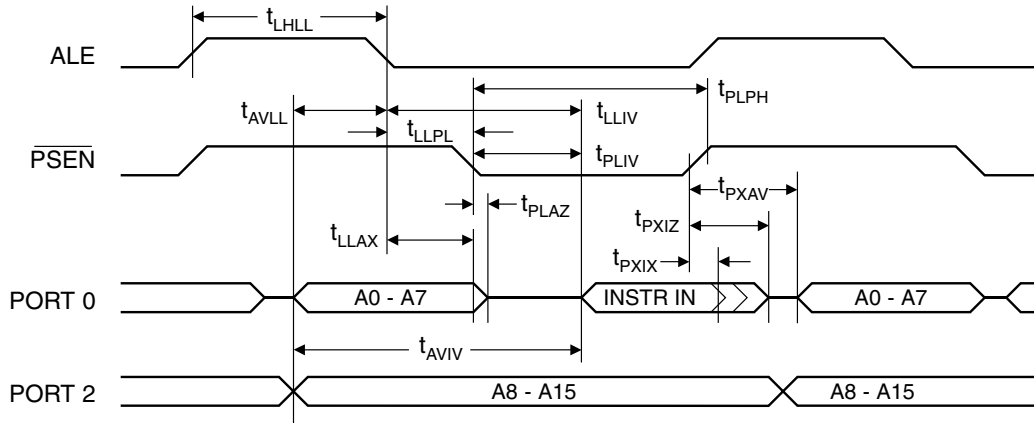 tLHLL
ALE
tPLPH
tAVLL
tLLIV
tLLPL
PSEN
tPLIV
tPXAV
tPLAZ
tPXIZ
tLLAX
tPXIX
PORT 0
A0 - A7
INSTR IN
A0 - A7
tAVIV
PORT 2
A8 - A15
A8 - A15